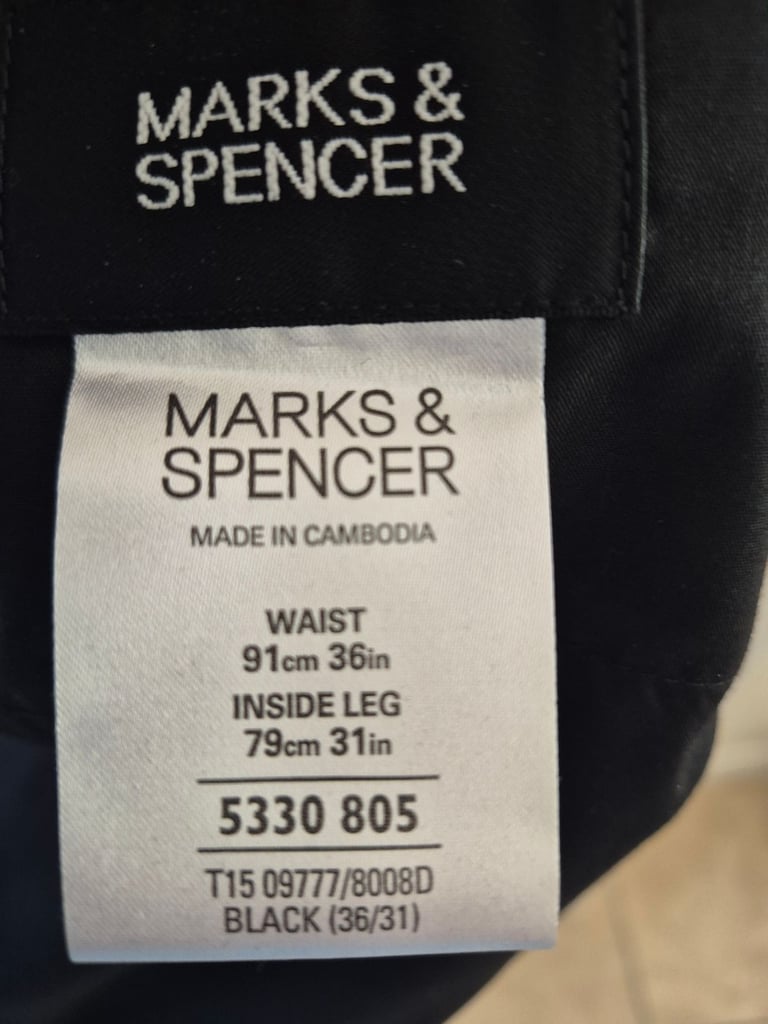 MARKS &
SPENCER
MARKS &
SPENCER
MADE IN CAMBODIA
WAIST
91cm 36in
INSIDE LEG
79cm 31in
5330 805
T15 09777/8008D
BLACK (36/31)